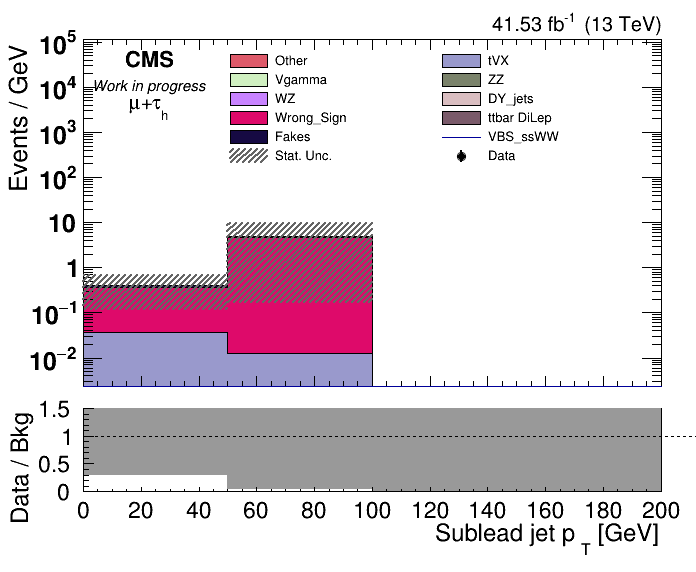 41.53 fb⁻¹ (13 TeV)
CMS
Work in progress
μ+τh
Other
Vgamma
WZ
Wrong_Sign
Fakes
Stat. Unc.
tVX
ZZ
DY_jets
ttbar DiLep
VBS_ssWW
Data
Events / GeV
10⁵
10⁴
10³
10²
10
1
10⁻¹
10⁻²
Data / Bkg
1.5
1
0.5
0
0 20 40 60 80 100 120 140 160 180 200
Sublead jet pT [GeV]